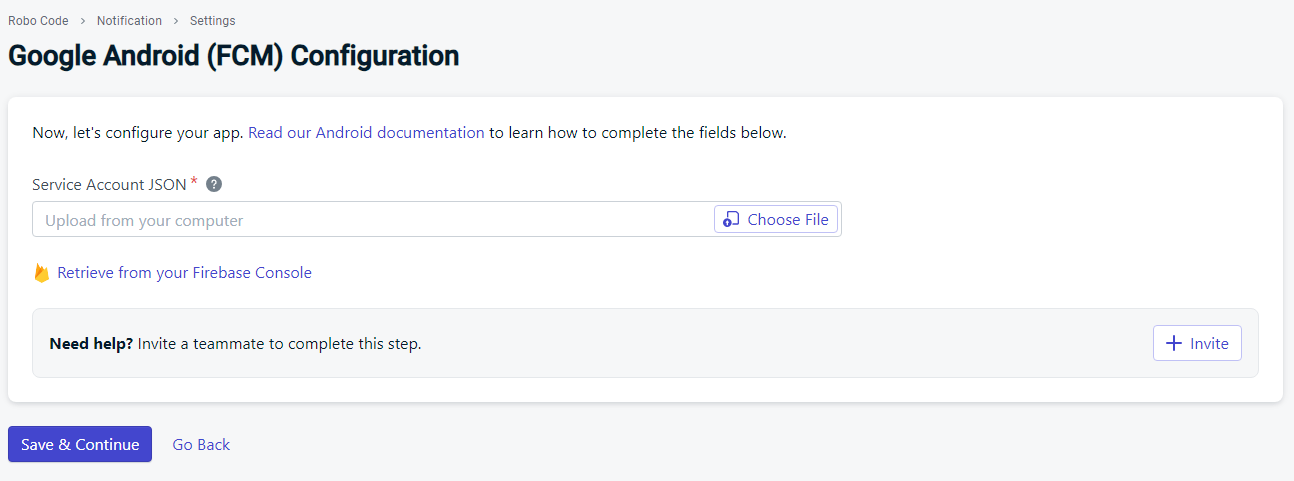 Robo Code > Notification > Settings
Google Android (FCM) Configuration
Now, let's configure your app. Read our Android documentation to learn how to complete the fields below.
Service Account JSON * ?
Upload from your computer Choose File
Retrieve from your Firebase Console
Need help? Invite a teammate to complete this step. + Invite
Save & Continue Go Back